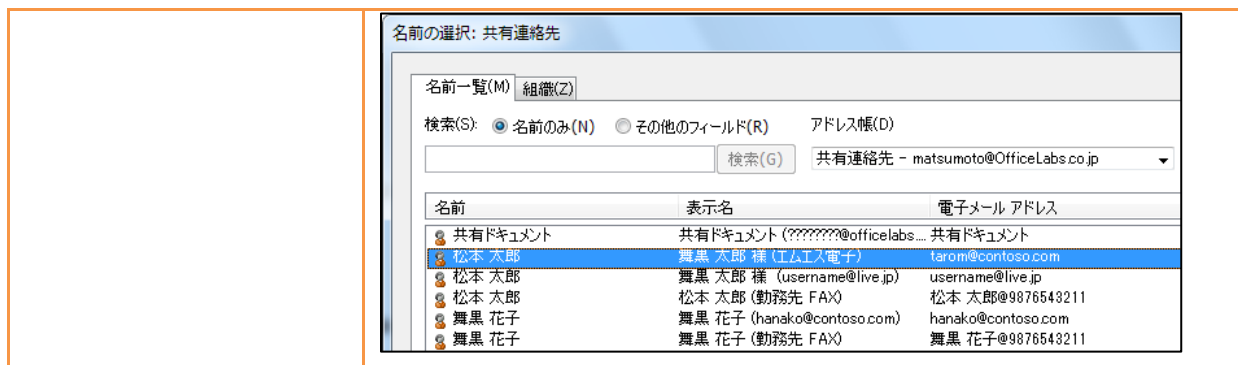 名前の選択: 共有連絡先
名前一覧(M) 組織(Z)
検索(S): 名前のみ(N) その他のフィールド(R) アドレス帳(D)
検索(G) 共有連絡先 - matsumoto@OfficeLabs.co.jp
名前 表示名 電子メール アドレス
共有ドキュメント 共有ドキュメント (????????@officelabs.... 共有ドキュメント
松本 太郎 舞黒 太郎 様 (エムエス電子) tarom@contoso.com
松本 太郎 舞黒 太郎 様 (username@live.jp) username@live.jp
松本 太郎 松本 太郎 (勤務先 FAX) 松本 太郎@9876543211
舞黒 花子 舞黒 花子 (hanako@contoso.com) hanako@contoso.com
舞黒 花子 舞黒 花子 (勤務先 FAX) 舞黒 花子@9876543211